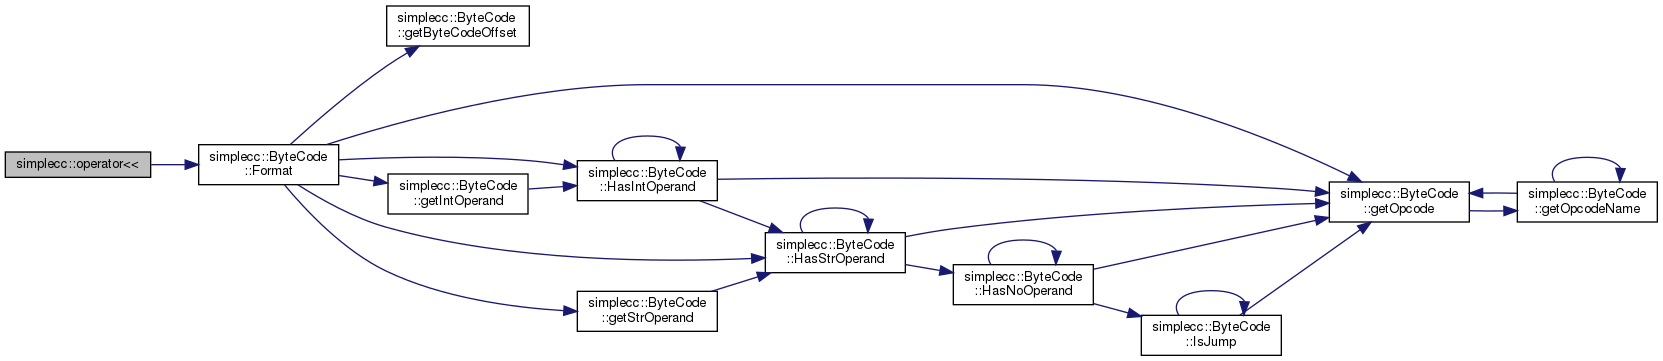 simplecc::ByteCode
::getByteCodeOffset
simplecc::operator<<
simplecc::ByteCode
::Format
simplecc::ByteCode
::HasIntOperand
simplecc::ByteCode
::getIntOperand
simplecc::ByteCode
::getOpcode
simplecc::ByteCode
::getOpcodeName
simplecc::ByteCode
::HasStrOperand
simplecc::ByteCode
::HasNoOperand
simplecc::ByteCode
::getStrOperand
simplecc::ByteCode
::IsJump